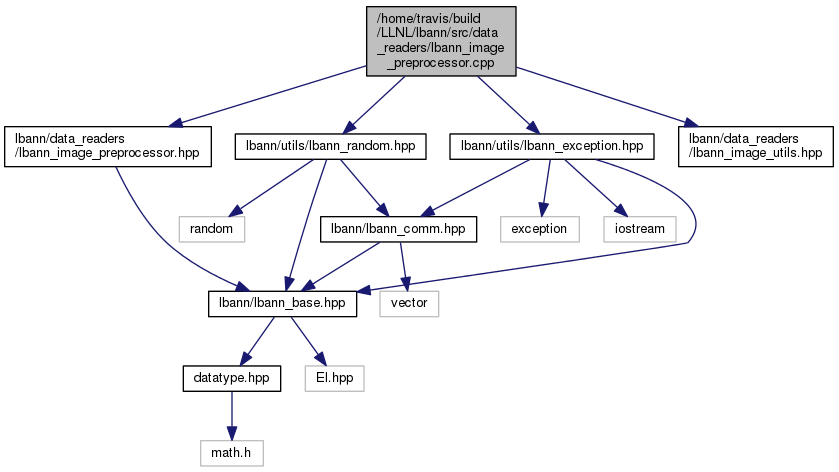 /home/travis/build
/LLNL/lbann/src/data
_readers/lbann_image
_preprocessor.cpp
lbann/data_readers
/lbann_image_preprocessor.hpp
lbann/utils/lbann_random.hpp
lbann/utils/lbann_exception.hpp
lbann/data_readers
/lbann_image_utils.hpp
random
lbann/lbann_comm.hpp
exception
iostream
lbann/lbann_base.hpp
vector
datatype.hpp
El.hpp
math.h